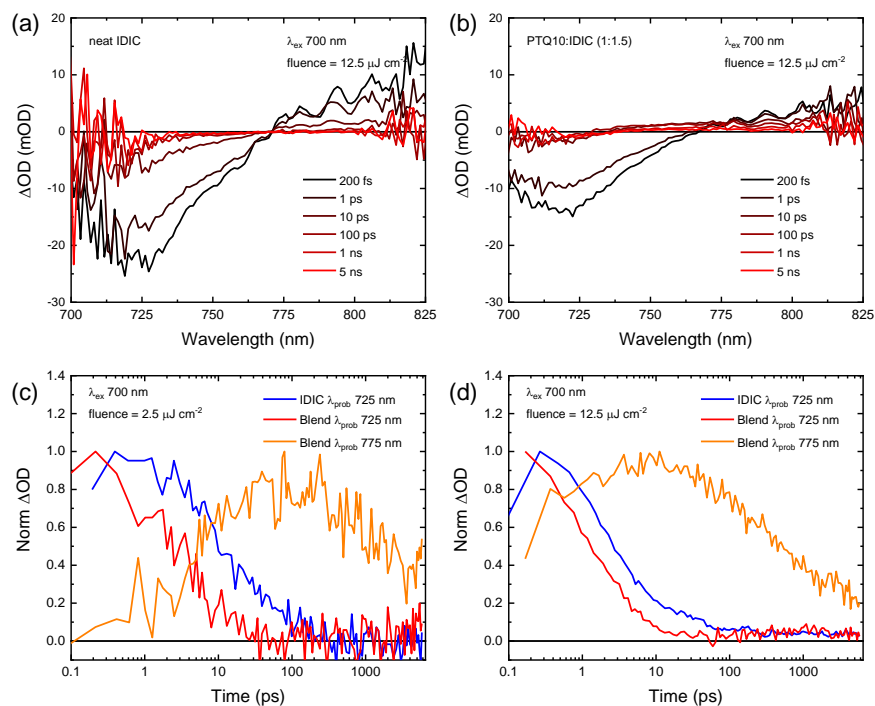 (a)
neat IDIC
λex 700 nm
fluence = 12.5 μJ cm-2
20
10
0
-10
-20
-30
ΔOD (mOD)
200 fs
1 ps
10 ps
100 ps
1 ns
5 ns
700 725 750 775 800 825
Wavelength (nm)
(b)
PTQ10:IDIC (1:1.5)
λex 700 nm
fluence = 12.5 μJ cm-2
20
10
0
-10
-20
-30
ΔOD (mOD)
200 fs
1 ps
10 ps
100 ps
1 ns
5 ns
700 725 750 775 800 825
Wavelength (nm)
(c)
λex 700 nm
fluence = 2.5 μJ cm-2
IDIC λprob 725 nm
Blend λprob 725 nm
Blend λprob 775 nm
1.4
1.2
1.0
0.8
0.6
0.4
0.2
0.0
Norm ΔOD
0.1 1 10 100 1000
Time (ps)
(d)
λex 700 nm
fluence = 12.5 μJ cm-2
IDIC λprob 725 nm
Blend λprob 725 nm
Blend λprob 775 nm
1.4
1.2
1.0
0.8
0.6
0.4
0.2
0.0
Norm ΔOD
0.1 1 10 100 1000
Time (ps)